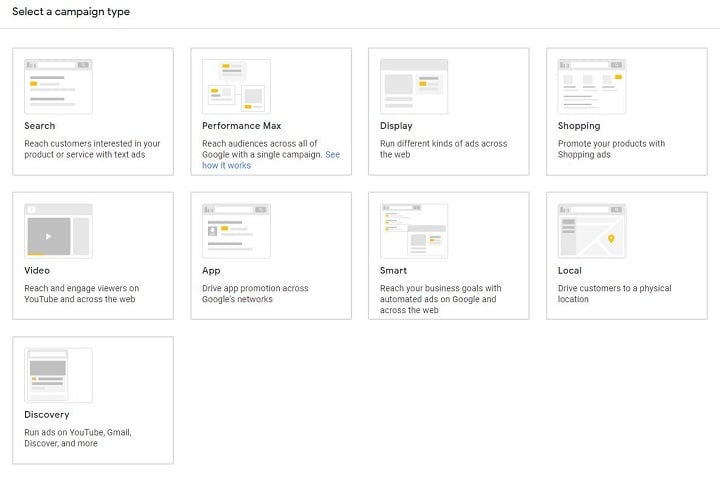 Select a campaign type
Search
Reach customers interested in your
product or service with text ads
Performance Max
Reach audiences across all of
Google with a single campaign. See
how it works
Display
Run different kinds of ads across
the web
Shopping
Promote your products with
Shopping ads
Video
Reach and engage viewers on
YouTube and across the web
App
Drive app promotion across
Google's networks
Smart
Reach your business goals with
automated ads on Google and
across the web
Local
Drive customers to a physical
location
Discovery
Run ads on YouTube, Gmail,
Discover, and more